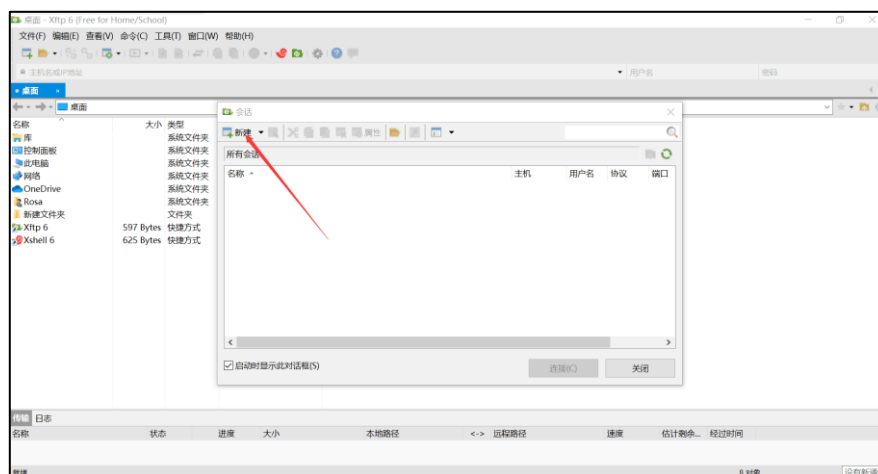 桌面 - Xftp 6 (Free for Home/School)
文件(F) 编辑(E) 查看(V) 命令(C) 工具(T) 窗口(W) 帮助(H)
主机名或IP地址 用户名 密码
桌面 ×
桌面
名称 大小 类型
库 系统文件夹
控制面板 系统文件夹
此电脑 系统文件夹
网络 系统文件夹
OneDrive 系统文件夹
Rosa 系统文件夹
新建文件夹 文件夹
Xftp 6 597 Bytes 快捷方式
Xshell 6 625 Bytes 快捷方式
会话
新建 属性
所有会话
名称 主机 用户名 协议 端口
启动时显示此对话框(S)
连接(C) 关闭
传输 日志
名称 状态 进度 大小 本地路径 <-> 远程路径 速度 估计剩余... 经过时间